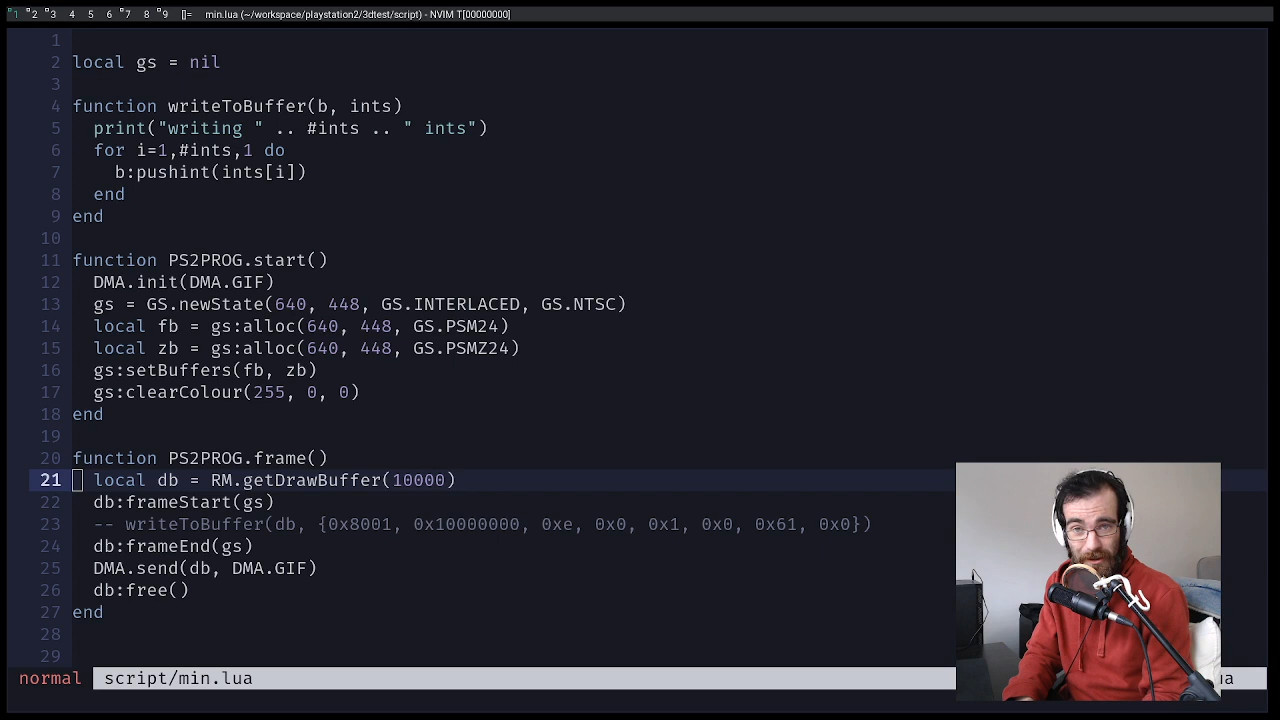 1 2 3 4 5 6 7 8 9 []= min.lua (~/workspace/playstation2/3dtest/script) - NVIM T[00000000]
1
2 local gs = nil
3
4 function writeToBuffer(b, ints)
5   print("writing " .. #ints .. " ints")
6   for i=1,#ints,1 do
7     b:pushint(ints[i])
8   end
9 end
10
11 function PS2PROG.start()
12   DMA.init(DMA.GIF)
13   gs = GS.newState(640, 448, GS.INTERLACED, GS.NTSC)
14   local fb = gs:alloc(640, 448, GS.PSM24)
15   local zb = gs:alloc(640, 448, GS.PSMZ24)
16   gs:setBuffers(fb, zb)
17   gs:clearColour(255, 0, 0)
18 end
19
20 function PS2PROG.frame()
21   local db = RM.getDrawBuffer(10000)
22   db:frameStart(gs)
23   -- writeToBuffer(db, {0x8001, 0x10000000, 0xe, 0x0, 0x1, 0x0, 0x61, 0x0})
24   db:frameEnd(gs)
25   DMA.send(db, DMA.GIF)
26   db:free()
27 end
28
29
normal script/min.lua